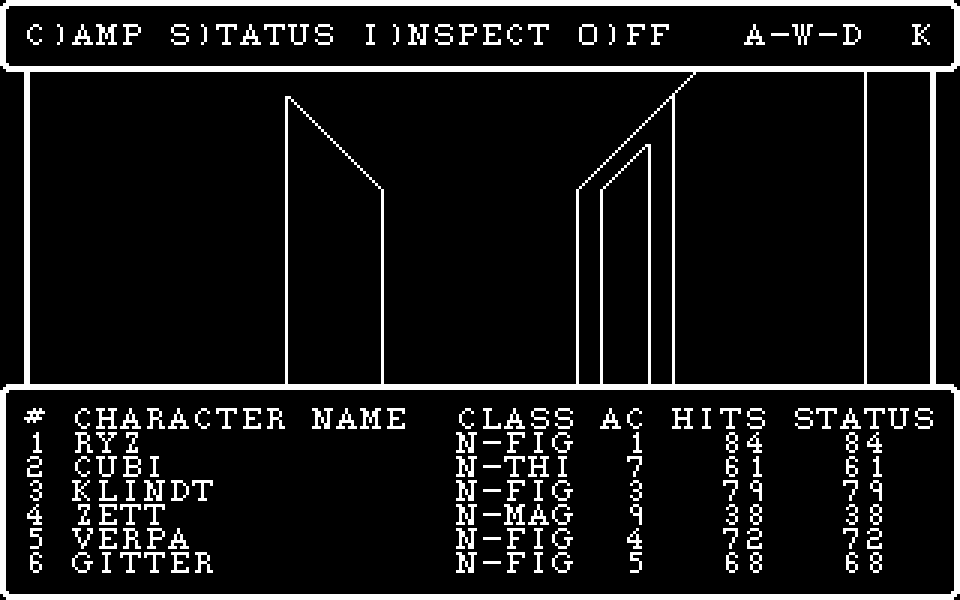 C)AMP S)TATUS I)NSPECT O)FF A-W-D K
# CHARACTER NAME CLASS AC HITS STATUS
1 RYZ N-FIG 1 84 84
2 CUBI N-THI 7 61 61
3 KLINDT N-FIG 3 79 79
4 ZETT N-MAG 9 38 38
5 VERPA N-FIG 4 72 72
6 GITTER N-FIG 5 68 68